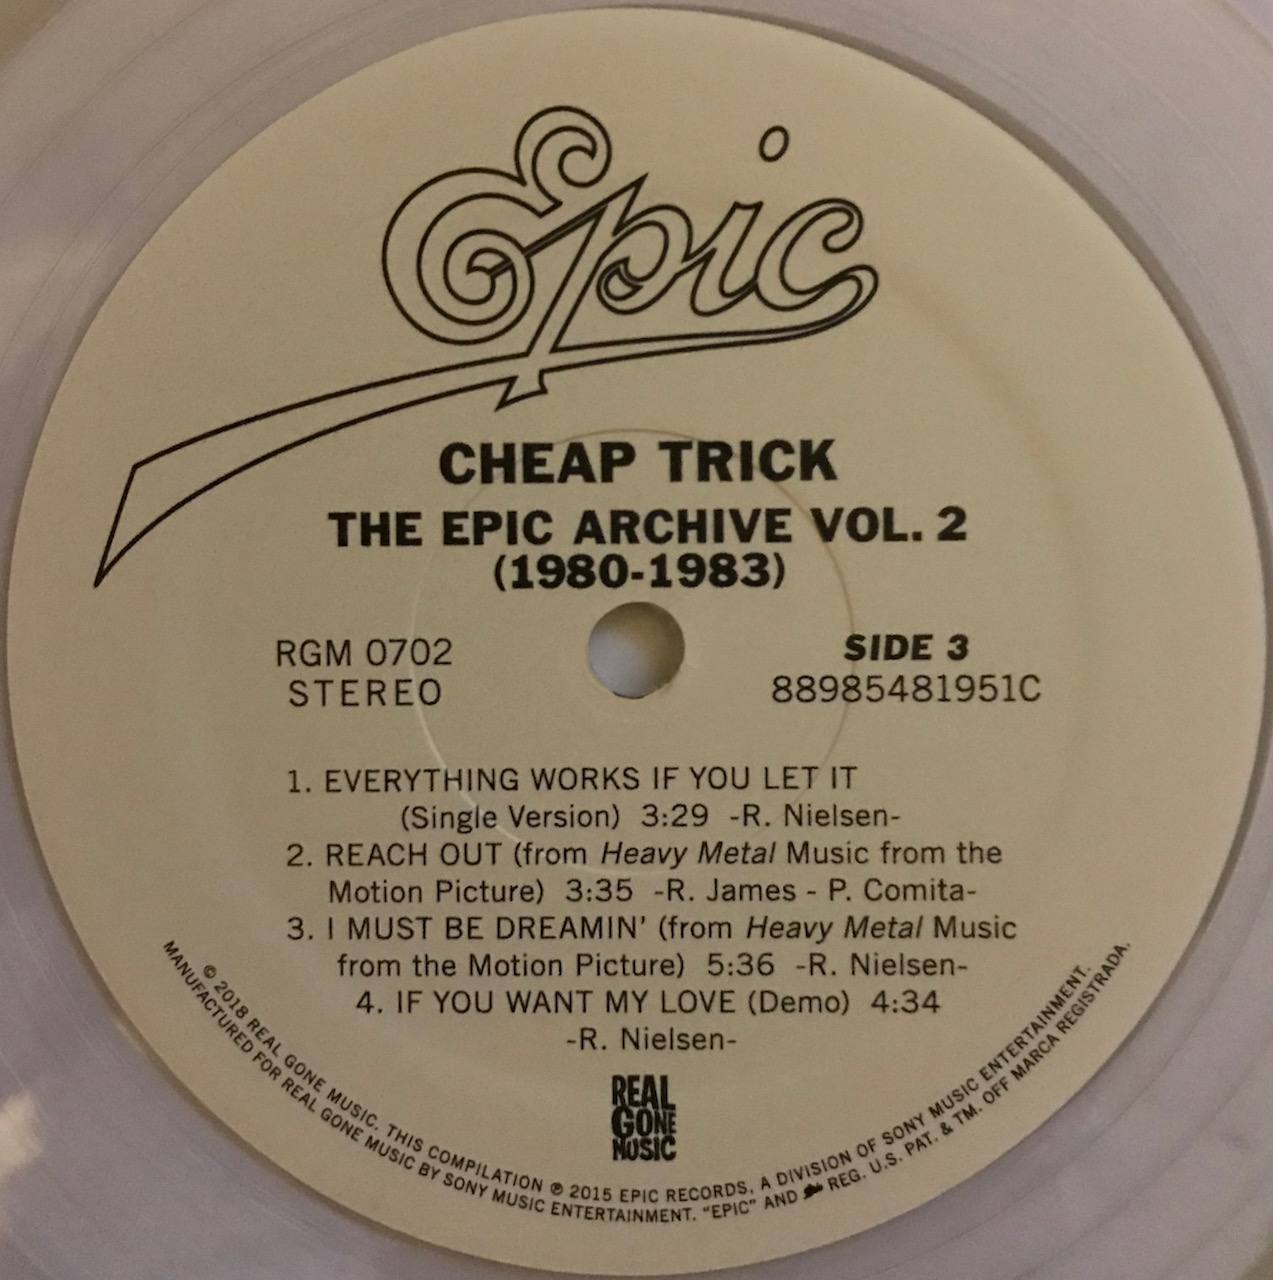 Epic
CHEAP TRICK
THE EPIC ARCHIVE VOL. 2
(1980-1983)
RGM 0702
STEREO
SIDE 3
88985481951C
1. EVERYTHING WORKS IF YOU LET IT
(Single Version) 3:29 -R. Nielsen-
2. REACH OUT (from Heavy Metal Music from the
Motion Picture) 3:35 -R. James - P. Comita-
3. I MUST BE DREAMIN' (from Heavy Metal Music
from the Motion Picture) 5:36 -R. Nielsen-
4. IF YOU WANT MY LOVE (Demo) 4:34
-R. Nielsen-
REAL
GONE
MUSIC
© 2018 REAL GONE MUSIC. THIS COMPILATION ℗ 2015 EPIC RECORDS, A DIVISION OF SONY MUSIC ENTERTAINMENT.
MANUFACTURED FOR REAL GONE MUSIC BY SONY MUSIC ENTERTAINMENT. "EPIC" AND REG. U.S. PAT. & TM. OFF MARCA REGISTRADA.